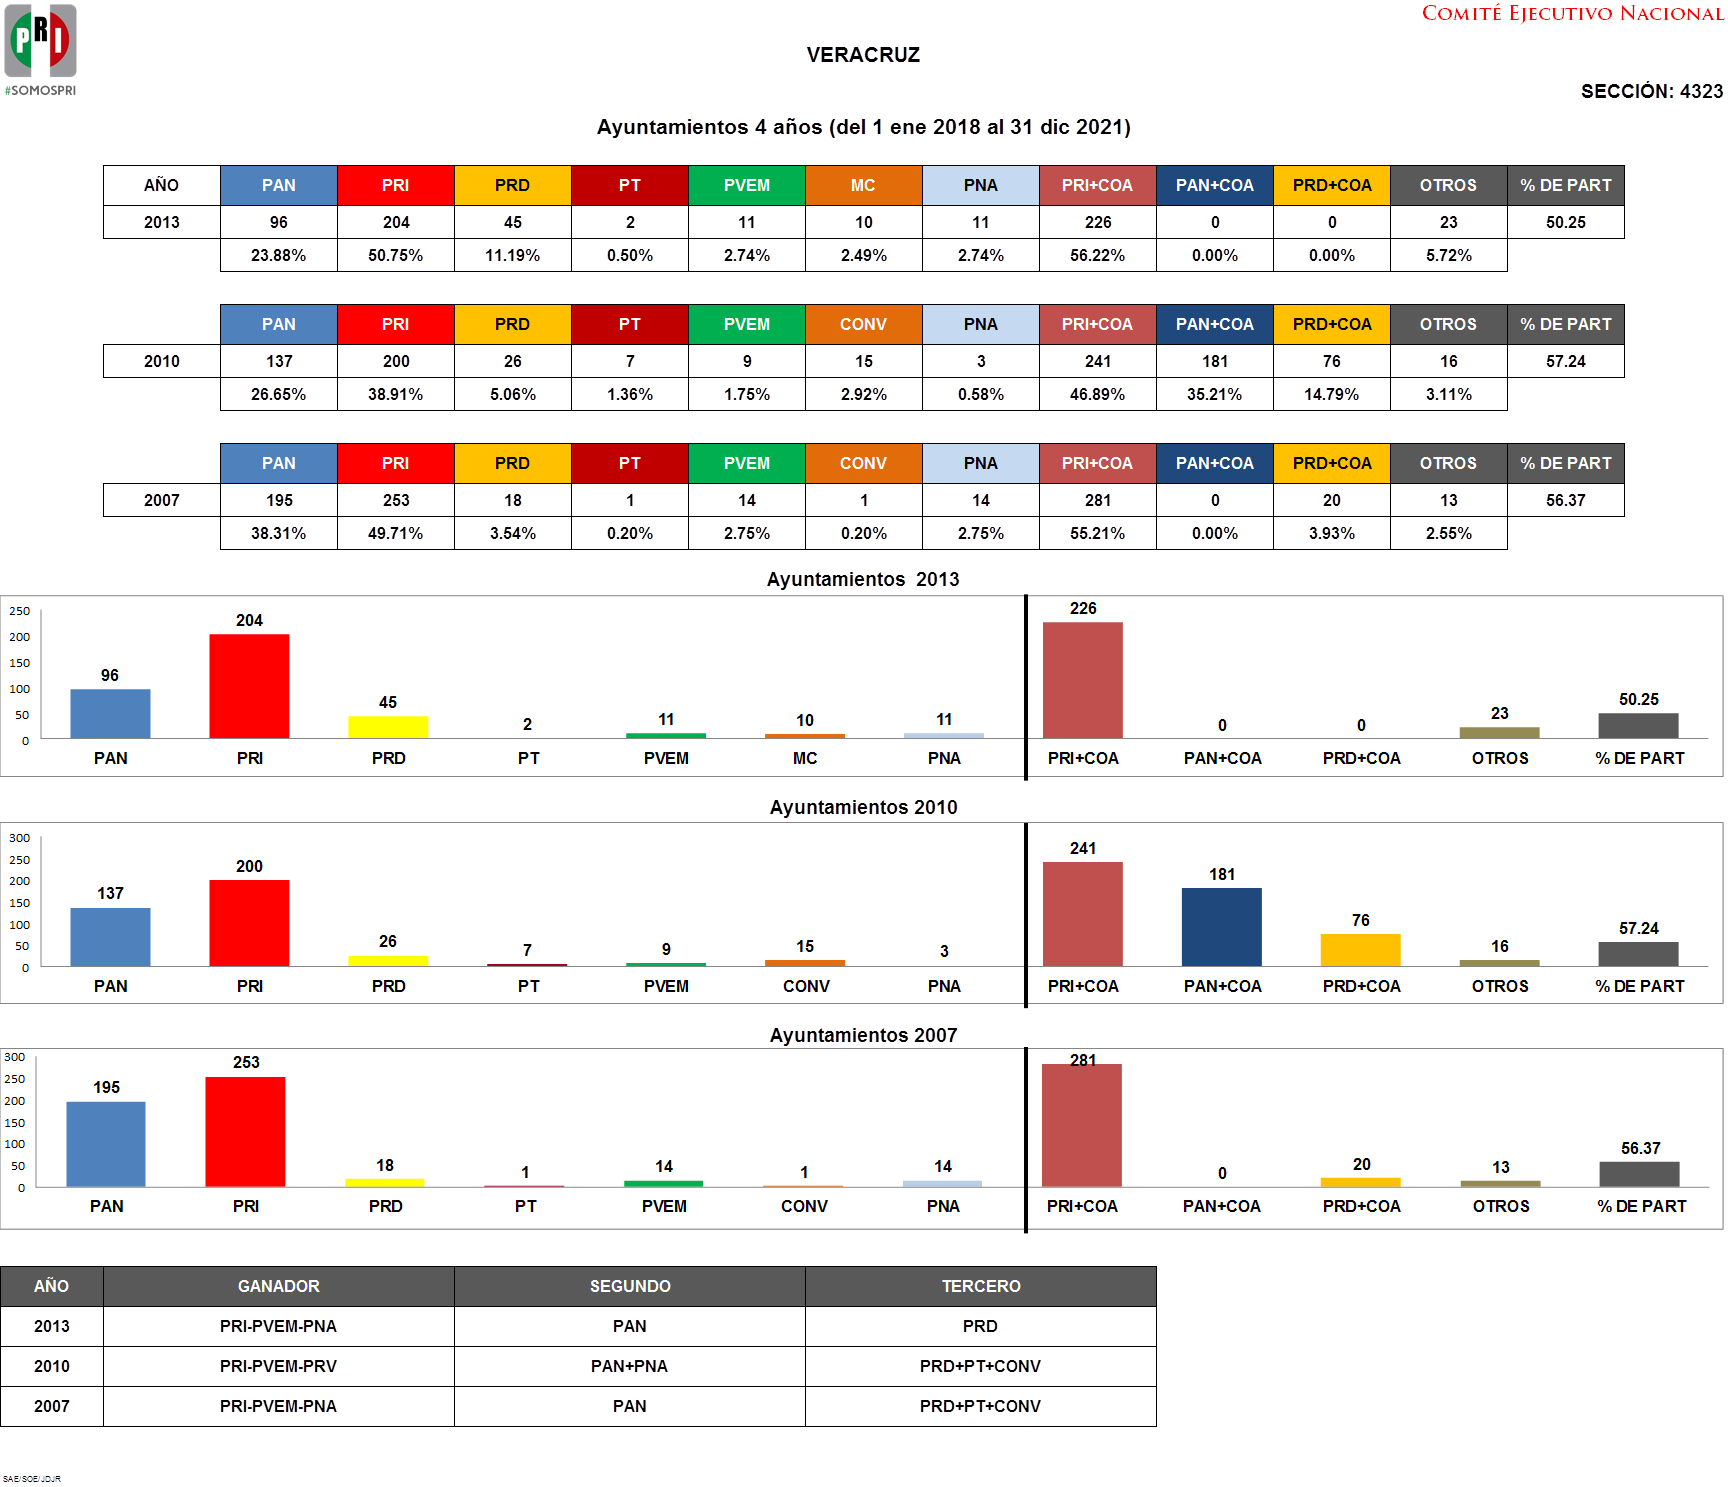 PRI
#SOMOSPRI
COMITÉ EJECUTIVO NACIONAL
VERACRUZ
SECCIÓN: 4323
Ayuntamientos 4 años (del 1 ene 2018 al 31 dic 2021)
AÑO PAN PRI PRD PT PVEM MC PNA PRI+COA PAN+COA PRD+COA OTROS % DE PART
2013 96 204 45 2 11 10 11 226 0 0 23 50.25
23.88% 50.75% 11.19% 0.50% 2.74% 2.49% 2.74% 56.22% 0.00% 0.00% 5.72%
PAN PRI PRD PT PVEM CONV PNA PRI+COA PAN+COA PRD+COA OTROS % DE PART
2010 137 200 26 7 9 15 3 241 181 76 16 57.24
26.65% 38.91% 5.06% 1.36% 1.75% 2.92% 0.58% 46.89% 35.21% 14.79% 3.11%
PAN PRI PRD PT PVEM CONV PNA PRI+COA PAN+COA PRD+COA OTROS % DE PART
2007 195 253 18 1 14 1 14 281 0 20 13 56.37
38.31% 49.71% 3.54% 0.20% 2.75% 0.20% 2.75% 55.21% 0.00% 3.93% 2.55%
Ayuntamientos 2013
250
200
150
100
50
0
96 204 45 2 11 10 11 226 0 0 23 50.25
PAN PRI PRD PT PVEM MC PNA PRI+COA PAN+COA PRD+COA OTROS % DE PART
Ayuntamientos 2010
300
250
200
150
100
50
0
137 200 26 7 9 15 3 241 181 76 16 57.24
PAN PRI PRD PT PVEM CONV PNA PRI+COA PAN+COA PRD+COA OTROS % DE PART
Ayuntamientos 2007
300
250
200
150
100
50
0
195 253 18 1 14 1 14 281 0 20 13 56.37
PAN PRI PRD PT PVEM CONV PNA PRI+COA PAN+COA PRD+COA OTROS % DE PART
AÑO GANADOR SEGUNDO TERCERO
2013 PRI-PVEM-PNA PAN PRD
2010 PRI-PVEM-PRV PAN+PNA PRD+PT+CONV
2007 PRI-PVEM-PNA PAN PRD+PT+CONV
SAE/SOE/JDJR